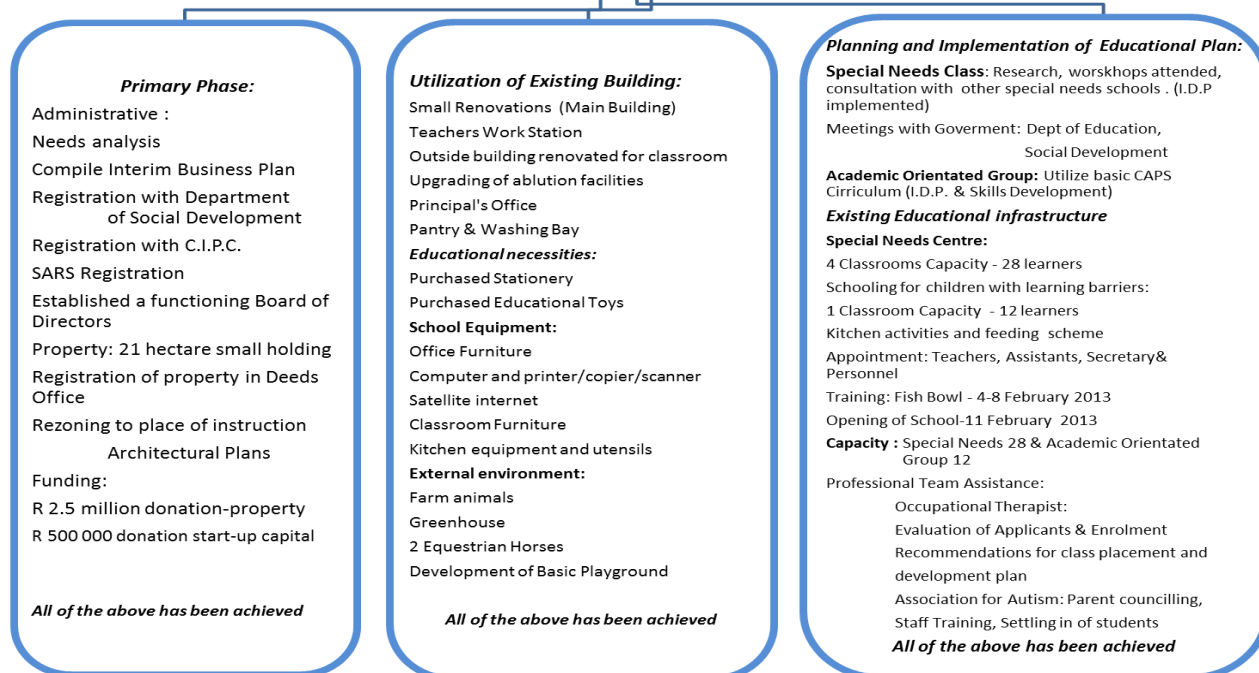 Primary Phase:
Administrative :
Needs analysis
Compile Interim Business Plan
Registration with Department
of Social Development
Registration with C.I.P.C.
SARS Registration
Established a functioning Board of
Directors
Property: 21 hectare small holding
Registration of property in Deeds
Office
Rezoning to place of instruction
Architectural Plans
Funding:
R 2.5 million donation-property
R 500 000 donation start-up capital
All of the above has been achieved
Utilization of Existing Building:
Small Renovations (Main Building)
Teachers Work Station
Outside building renovated for classroom
Upgrading of ablution facilities
Principal's Office
Pantry & Washing Bay
Educational necessities:
Purchased Stationery
Purchased Educational Toys
School Equipment:
Office Furniture
Computer and printer/copier/scanner
Satellite internet
Classroom Furniture
Kitchen equipment and utensils
External environment:
Farm animals
Greenhouse
2 Equestrian Horses
Development of Basic Playground
All of the above has been achieved
Planning and Implementation of Educational Plan:
Special Needs Class: Research, worskhops attended,
consultation with other special needs schools . (I.D.P
implemented)
Meetings with Goverment: Dept of Education,
Social Development
Academic Orientated Group: Utilize basic CAPS
Cirriculum (I.D.P. & Skills Development)
Existing Educational infrastructure
Special Needs Centre:
4 Classrooms Capacity - 28 learners
Schooling for children with learning barriers:
1 Classroom Capacity - 12 learners
Kitchen activities and feeding scheme
Appointment: Teachers, Assistants, Secretary&
Personnel
Training: Fish Bowl - 4-8 February 2013
Opening of School-11 February 2013
Capacity : Special Needs 28 & Academic Orientated
Group 12
Professional Team Assistance:
Occupational Therapist:
Evaluation of Applicants & Enrolment
Recommendations for class placement and
development plan
Association for Autism: Parent councilling,
Staff Training, Settling in of students
All of the above has been achieved